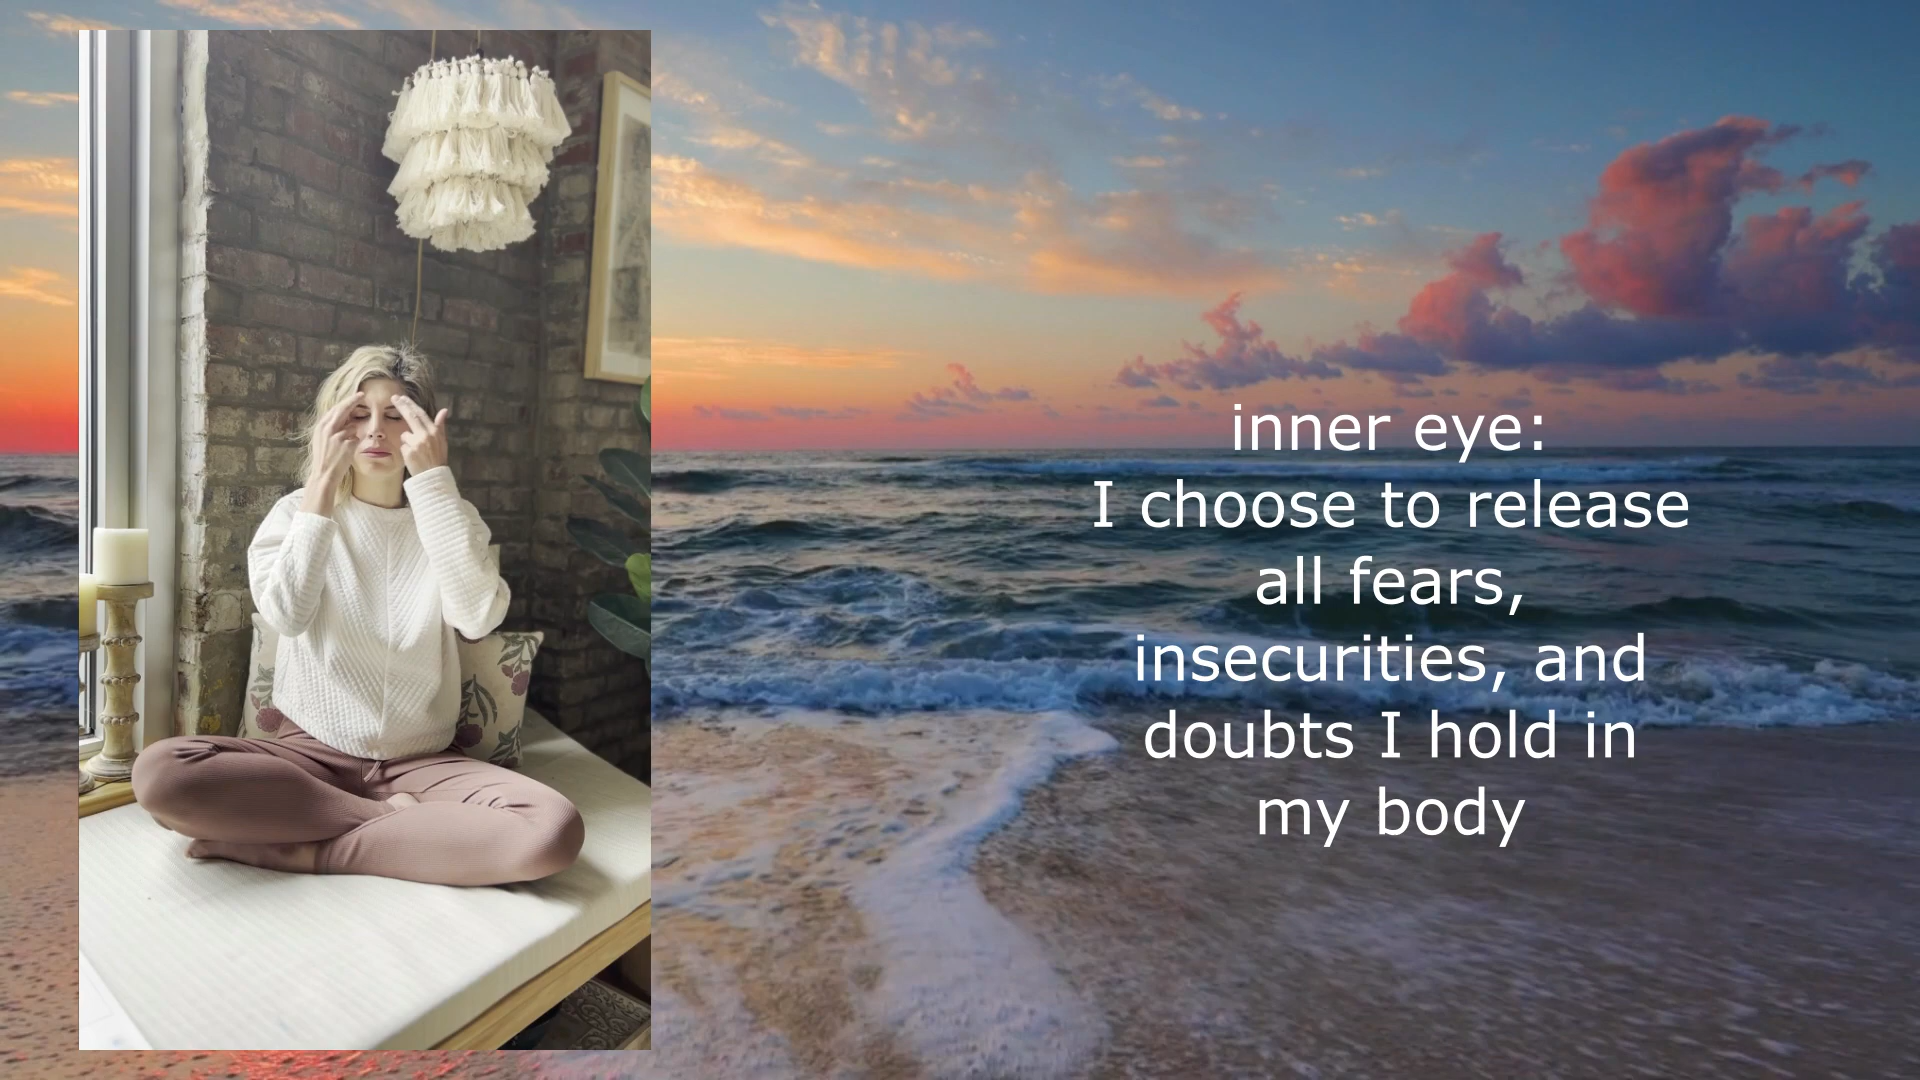 inner eye:
I choose to release
all fears,
insecurities, and
doubts I hold in
my body